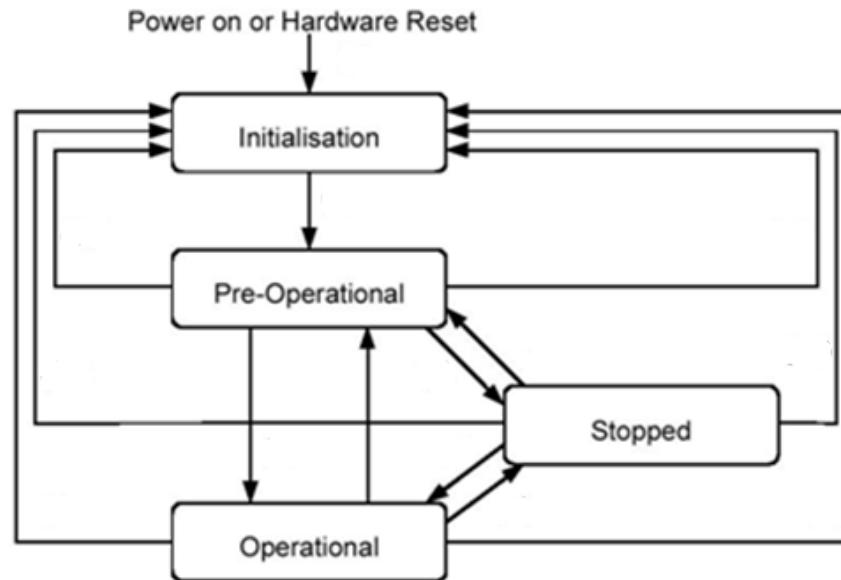 Power on or Hardware Reset
Initialisation
Pre-Operational
Stopped
Operational